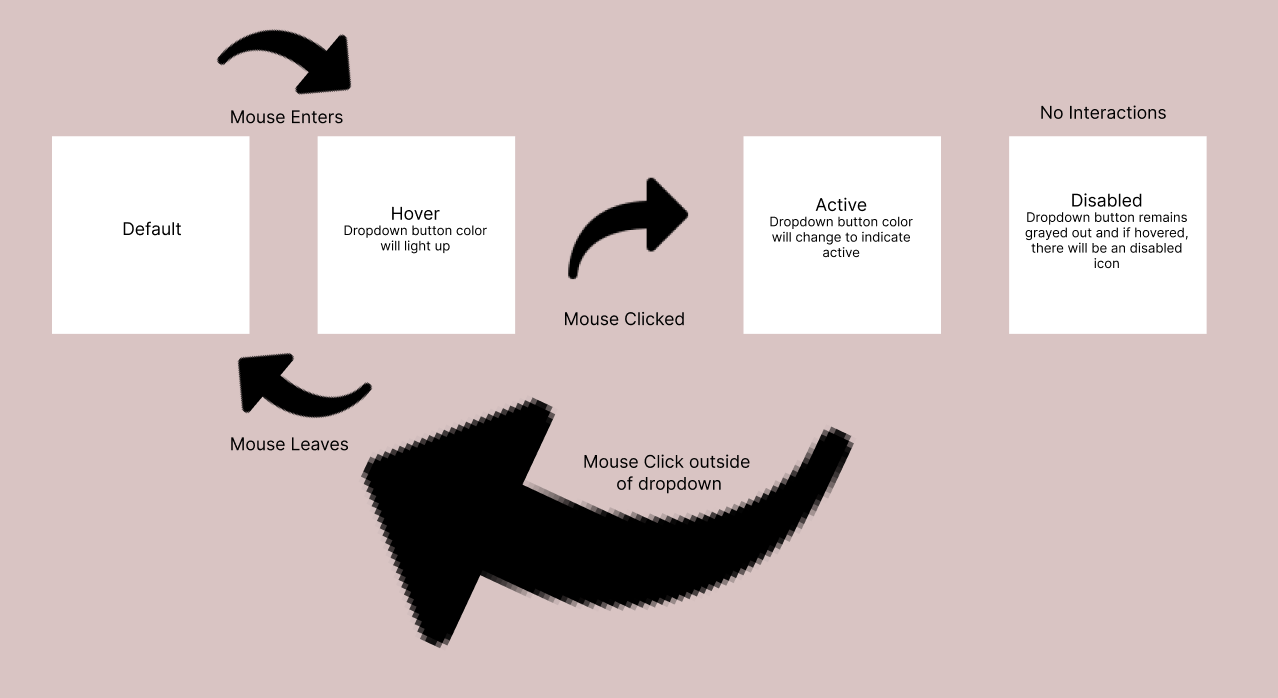 Mouse Enters
No Interactions
Default
Hover
Dropdown button color
will light up
Mouse Clicked
Active
Dropdown button color
will change to indicate
active
Disabled
Dropdown button remains
grayed out and if hovered,
there will be an disabled
icon
Mouse Leaves
Mouse Click outside
of dropdown